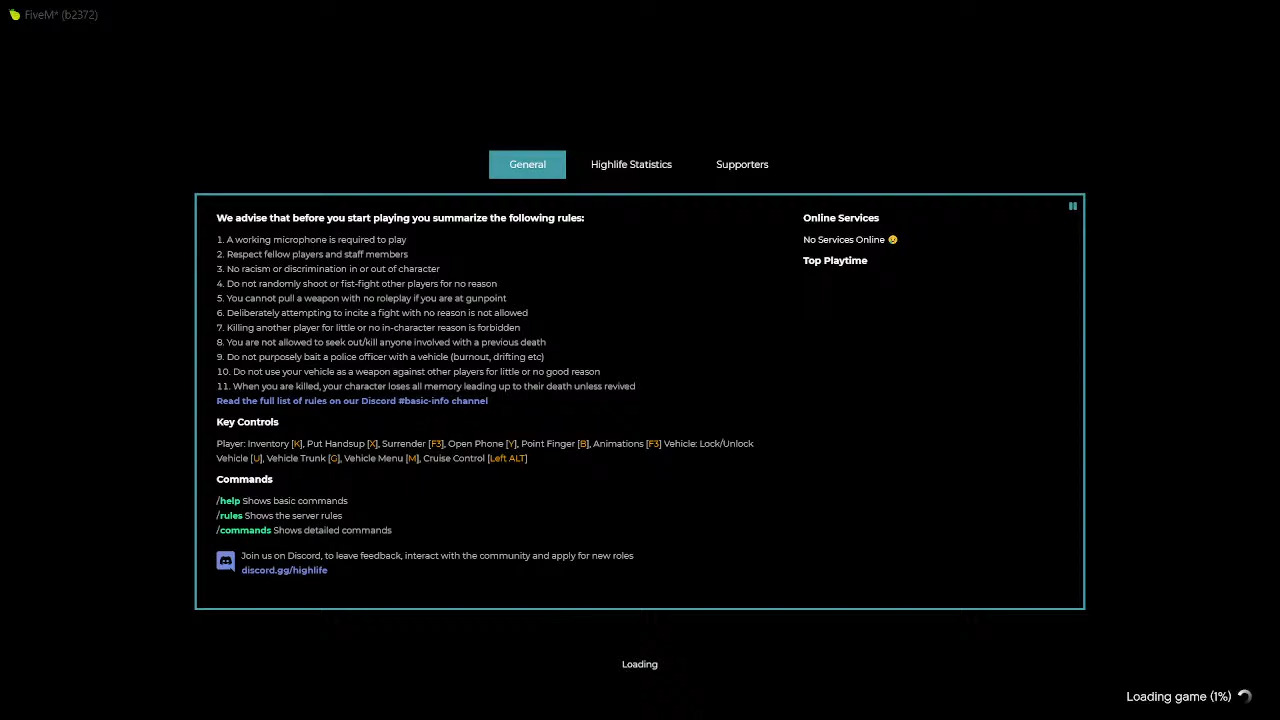 FiveM* (b2372)
General
Highlife Statistics
Supporters
We advise that before you start playing you summarize the following rules:
1. A working microphone is required to play
2. Respect fellow players and staff members
3. No racism or discrimination in or out of character
4. Do not randomly shoot or fist-fight other players for no reason
5. You cannot pull a weapon with no roleplay if you are at gunpoint
6. Deliberately attempting to incite a fight with no reason is not allowed
7. Killing another player for little or no in-character reason is forbidden
8. You are not allowed to seek out/kill anyone involved with a previous death
9. Do not purposely bait a police officer with a vehicle (burnout, drifting etc)
10. Do not use your vehicle as a weapon against other players for little or no good reason
11. When you are killed, your character loses all memory leading up to their death unless revived
Read the full list of rules on our Discord #basic-info channel
Key Controls
Player: Inventory [K], Put Handsup [X], Surrender [F3], Open Phone [Y], Point Finger [B], Animations [F3] Vehicle: Lock/Unlock
Vehicle [U], Vehicle Trunk [G], Vehicle Menu [M], Cruise Control [Left ALT]
Commands
/help Shows basic commands
/rules Shows the server rules
/commands Shows detailed commands
Join us on Discord, to leave feedback, interact with the community and apply for new roles
discord.gg/highlife
Online Services
No Services Online 😢
Top Playtime
Loading
Loading game (1%)